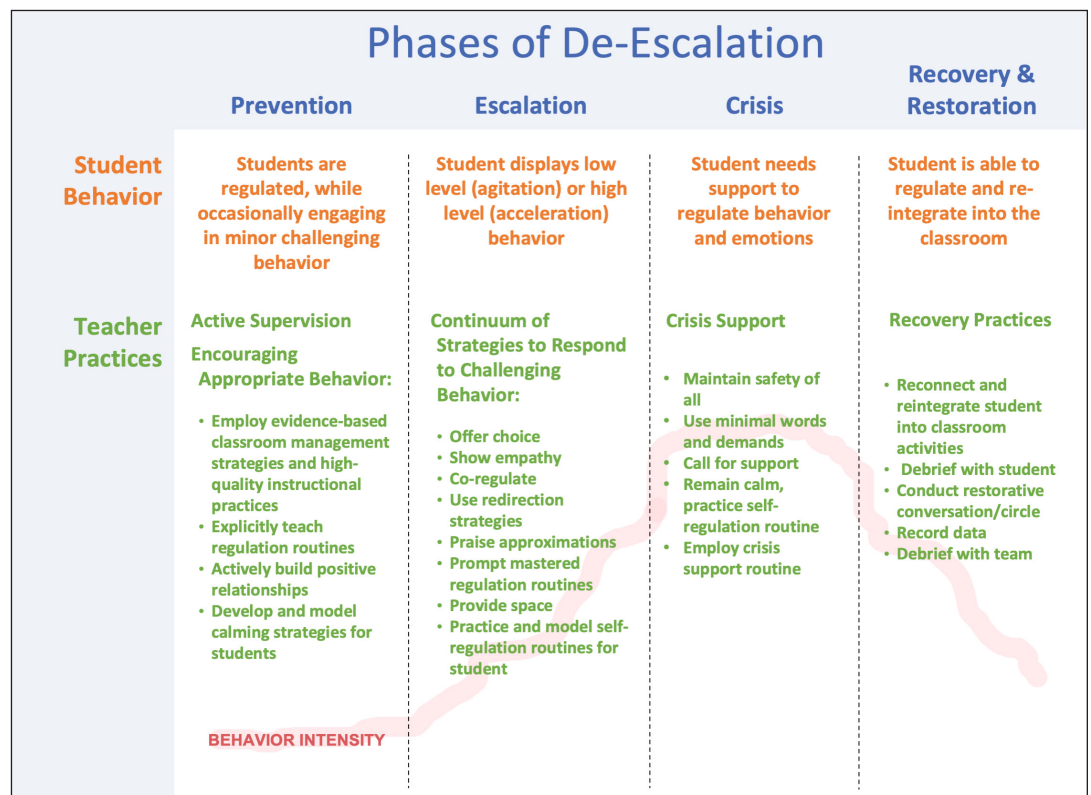 Phases of De-Escalation
Prevention
Escalation
Crisis
Recovery &
Restoration
Student
Behavior
Students are
regulated, while
occasionally engaging
in minor challenging
behavior
Student displays low
level (agitation) or high
level (acceleration)
behavior
Student needs
support to
regulate behavior
and emotions
Student is able to
regulate and re-
integrate into the
classroom
Teacher
Practices
Active Supervision
Encouraging
Appropriate Behavior:
• Employ evidence-based
classroom management
strategies and high-
quality instructional
practices
• Explicitly teach
regulation routines
• Actively build positive
relationships
• Develop and model
calming strategies for
students
Continuum of
Strategies to Respond
to Challenging
Behavior:
• Offer choice
• Show empathy
• Co-regulate
• Use redirection
strategies
• Praise approximations
• Prompt mastered
regulation routines
• Provide space
• Practice and model self-
regulation routines for
student
Crisis Support
• Maintain safety of
all
• Use minimal words
and demands
• Call for support
• Remain calm,
practice self-
regulation routine
• Employ crisis
support routine
Recovery Practices
• Reconnect and
reintegrate student
into classroom
activities
• Debrief with student
• Conduct restorative
conversation/circle
• Record data
• Debrief with team
BEHAVIOR INTENSITY